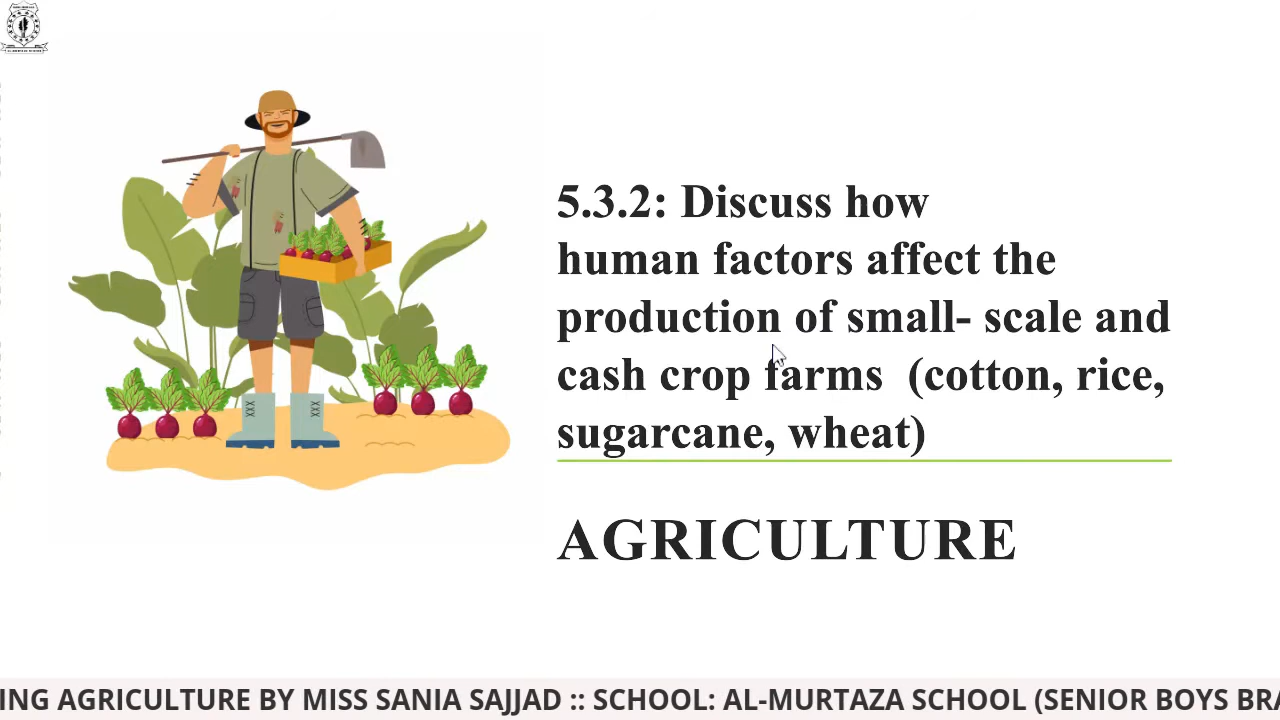 5.3.2: Discuss how
human factors affect the
production of small- scale and
cash crop farms (cotton, rice,
sugarcane, wheat)
AGRICULTURE
ING AGRICULTURE BY MISS SANIA SAJJAD :: SCHOOL: AL-MURTAZA SCHOOL (SENIOR BOYS BRA